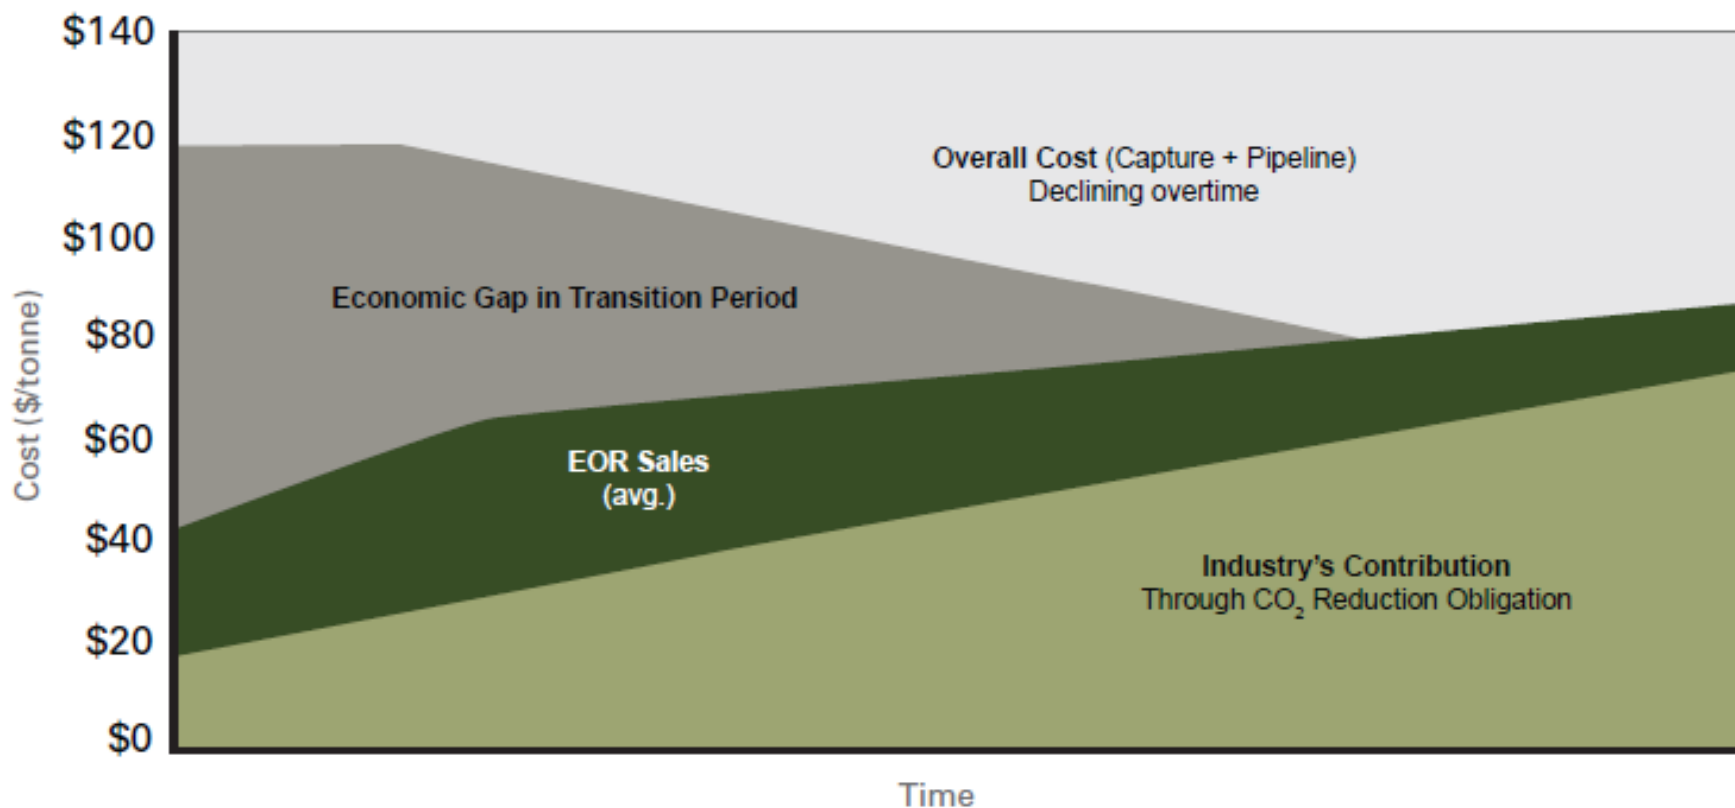 $140
$120
$100
$80
$60
$40
$20
$0
Cost ($/tonne)
Overall Cost (Capture + Pipeline)
Declining overtime
Economic Gap in Transition Period
EOR Sales
(avg.)
Industry's Contribution
Through CO₂ Reduction Obligation
Time